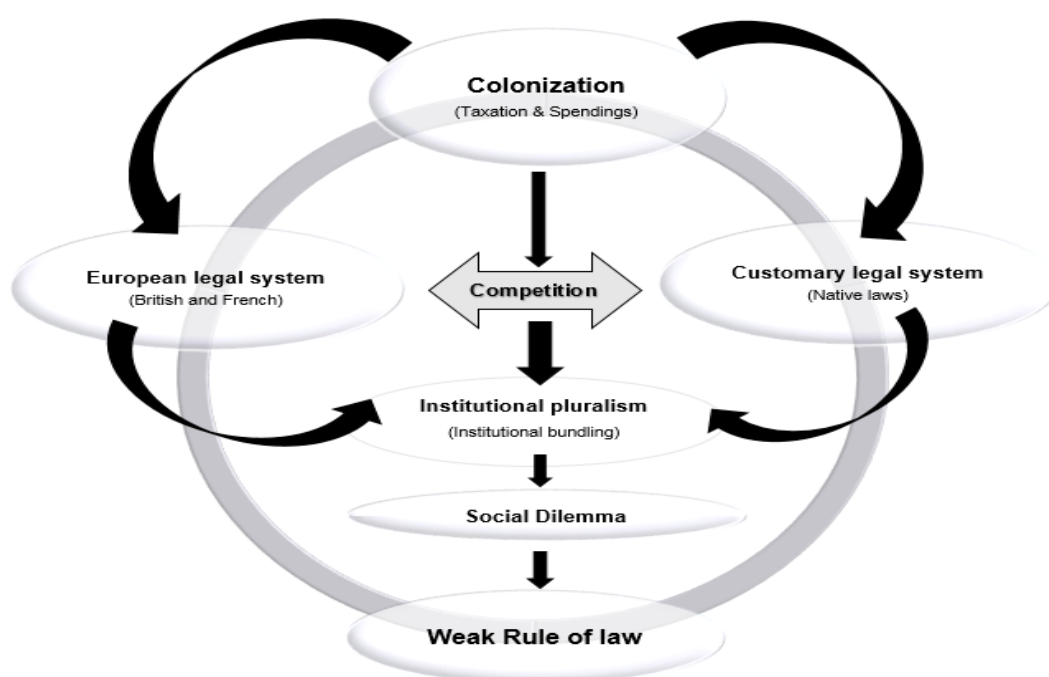 Colonization
(Taxation & Spendings)
European legal system
(British and French)
Competition
Customary legal system
(Native laws)
Institutional pluralism
(Institutional bundling)
Social Dilemma
Weak Rule of law